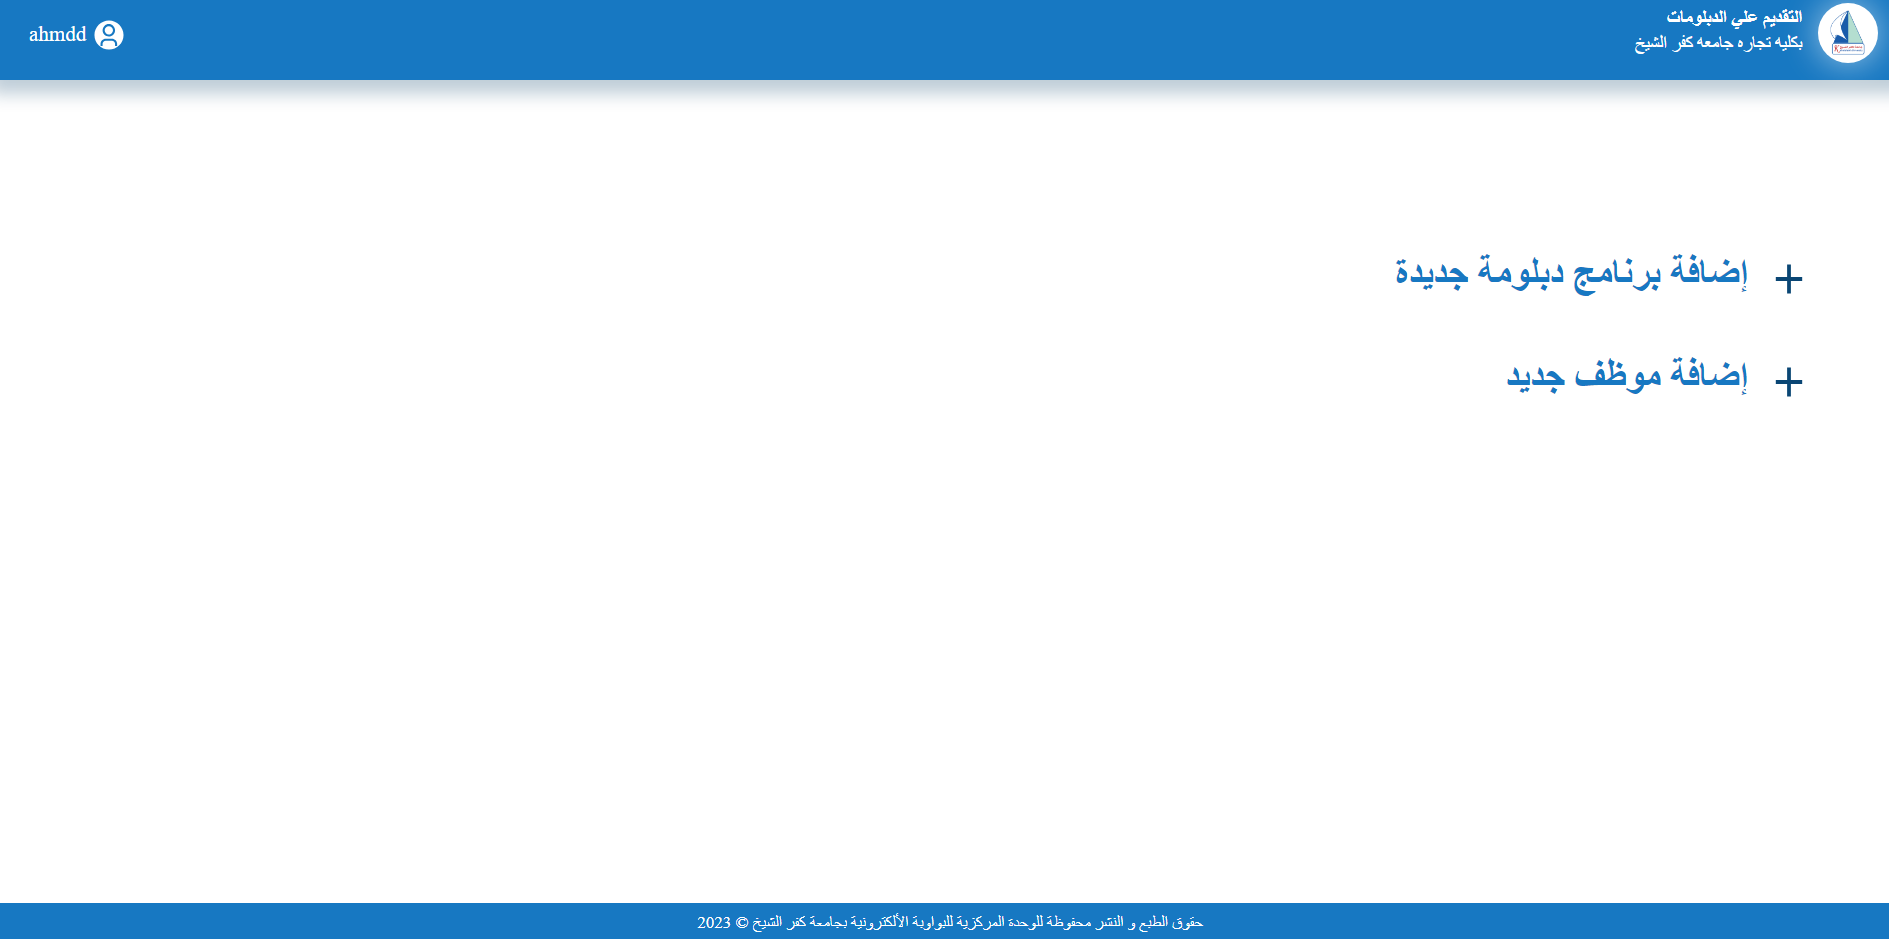 التقديم علي الدبلومات
بكليه تجاره جامعه كفر الشيخ
ahmdd
إضافة برنامج دبلومة جديدة
إضافة موظف جديد
حقوق الطبع و النشر محفوظة للوحدة المركزية للبواوبة الألكترونية بجامعة كفر الشيخ © 2023